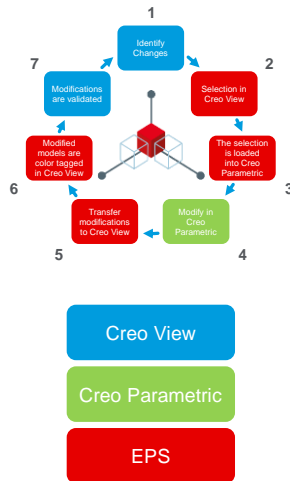 1
Identify
Changes
2
Selection in
Creo View
The selection
is loaded
into Creo
Parametric
3
Modify in
Creo
Parametric
4
Transfer
modifications
to Creo View
5
Modified
models are
color tagged
in Creo View
6
7
Modifications
are validated
Creo View
Creo Parametric
EPS